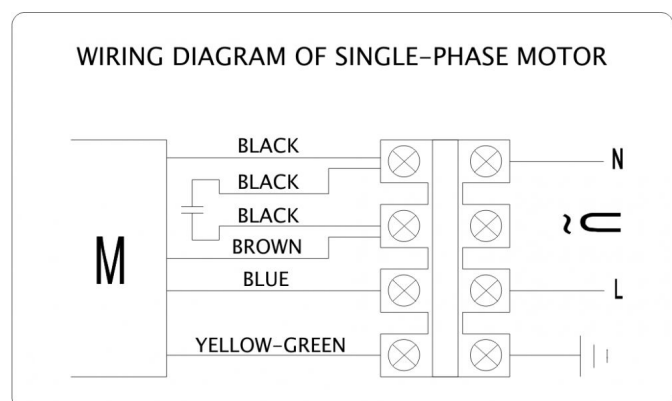 WIRING DIAGRAM OF SINGLE-PHASE MOTOR
BLACK
N
BLACK
BLACK
~U
BROWN
M
BLUE
L
YELLOW-GREEN